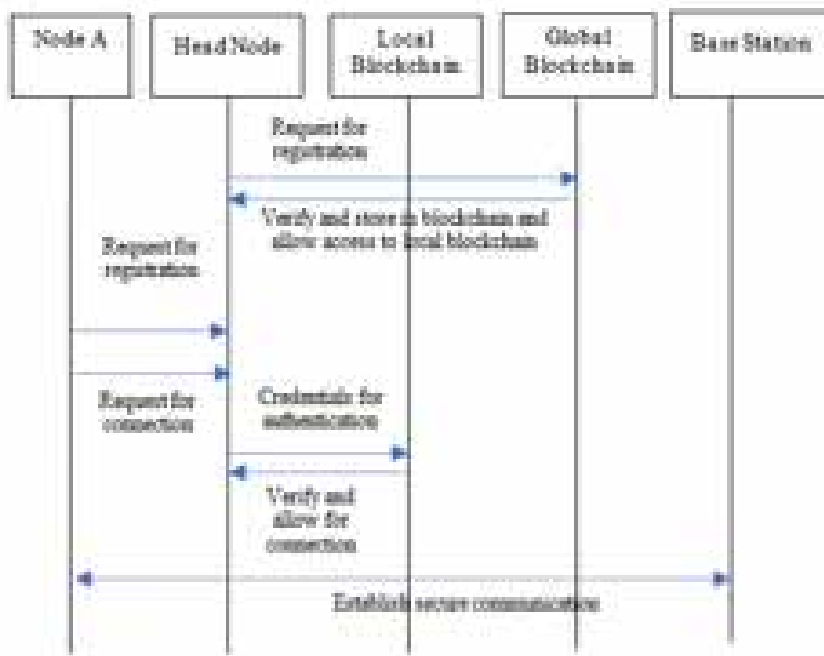 Node A
Head Node
Local
Blockchain
Global
Blockchain
Base Station
Request for
registration
Verify and store in blockchain and
allow access to local blockchain
Request for
registration
Request for
connection
Credentials for
authentication
Verify and
allow for
connection
Establish secure communication